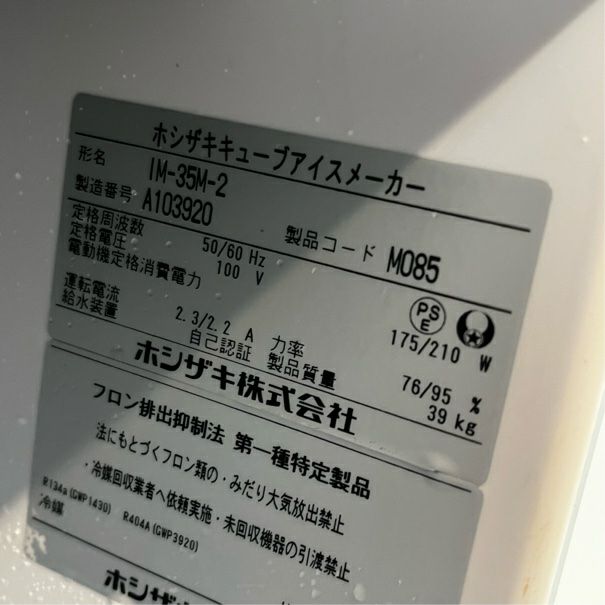 ホシザキキューブアイスメーカー
形名 IM-35M-2
製造番号 A103920 製品コード M085
定格周波数 50/60 Hz
定格電圧 100 V
電動機定格消費電力 175/210 W
運転電流 2.3/2.2 A 力率 76/95 %
給水装置 自己認証 製品質量 39 kg
PS E
ホシザキ株式会社
フロン排出抑制法 第一種特定製品
法にもとづくフロン類の・みだり大気放出禁止
・冷媒回収業者へ依頼実施・未回収機器の引渡禁止
冷媒
R134a(GWP1430) R404A(GWP3920)
ホシザキ